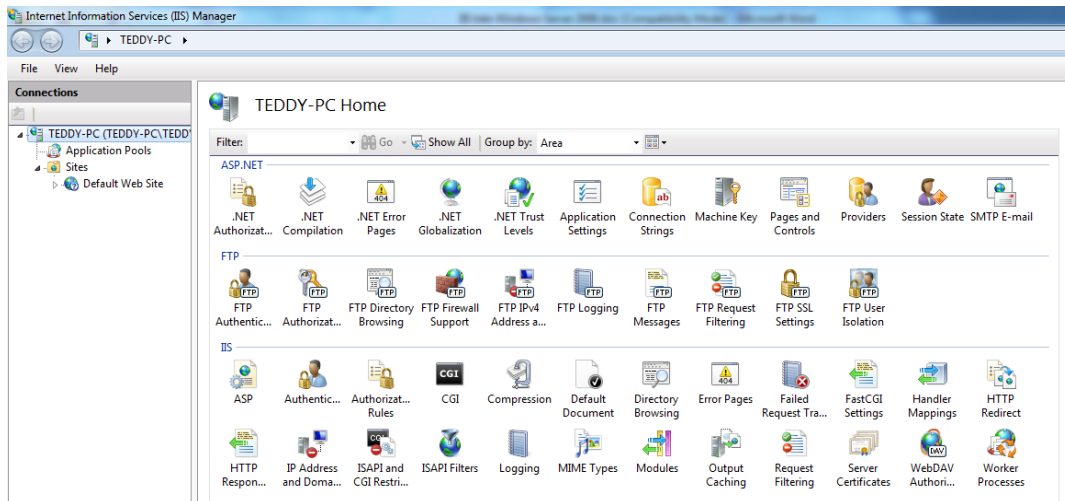 Internet Information Services (IIS) Manager
TEDDY-PC
File View Help
Connections
TEDDY-PC (TEDDY-PC\TEDD
Application Pools
Sites
Default Web Site
TEDDY-PC Home
Filter: Go Show All Group by: Area
ASP.NET
.NET Authorizat...
.NET Compilation
.NET Error Pages
.NET Globalization
.NET Trust Levels
Application Settings
Connection Strings
Machine Key
Pages and Controls
Providers
Session State
SMTP E-mail
FTP
FTP Authentic...
FTP Authorizat...
FTP Directory Browsing
FTP Firewall Support
FTP IPv4 Address a...
FTP Logging
FTP Messages
FTP Request Filtering
FTP SSL Settings
FTP User Isolation
IIS
ASP
Authentic...
Authorizat... Rules
CGI
Compression
Default Document
Directory Browsing
Error Pages
Failed Request Tra...
FastCGI Settings
Handler Mappings
HTTP Redirect
HTTP Respon...
IP Address and Doma...
ISAPI and CGI Restri...
ISAPI Filters
Logging
MIME Types
Modules
Output Caching
Request Filtering
Server Certificates
WebDAV Authori...
Worker Processes